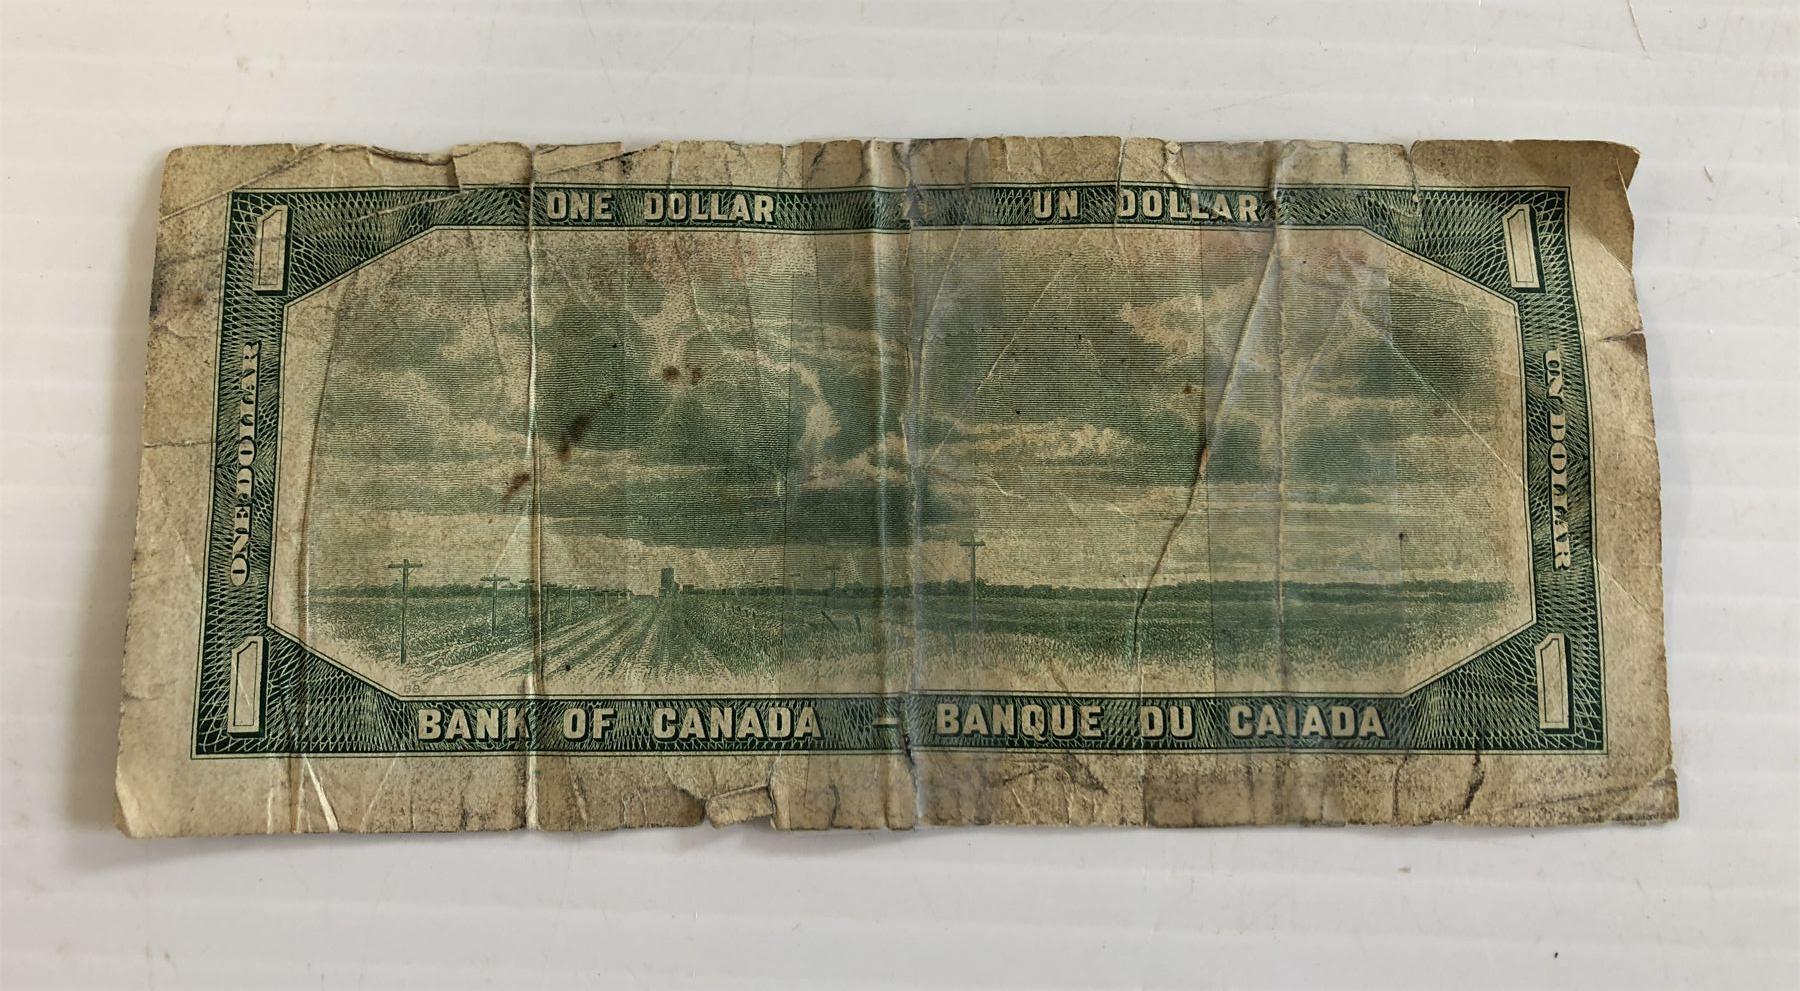 ONE DOLLAR UN DOLLAR
1 1
ONE DOLLAR
UN DOLLAR
1 1
BANK OF CANADA — BANQUE DU CAIADA